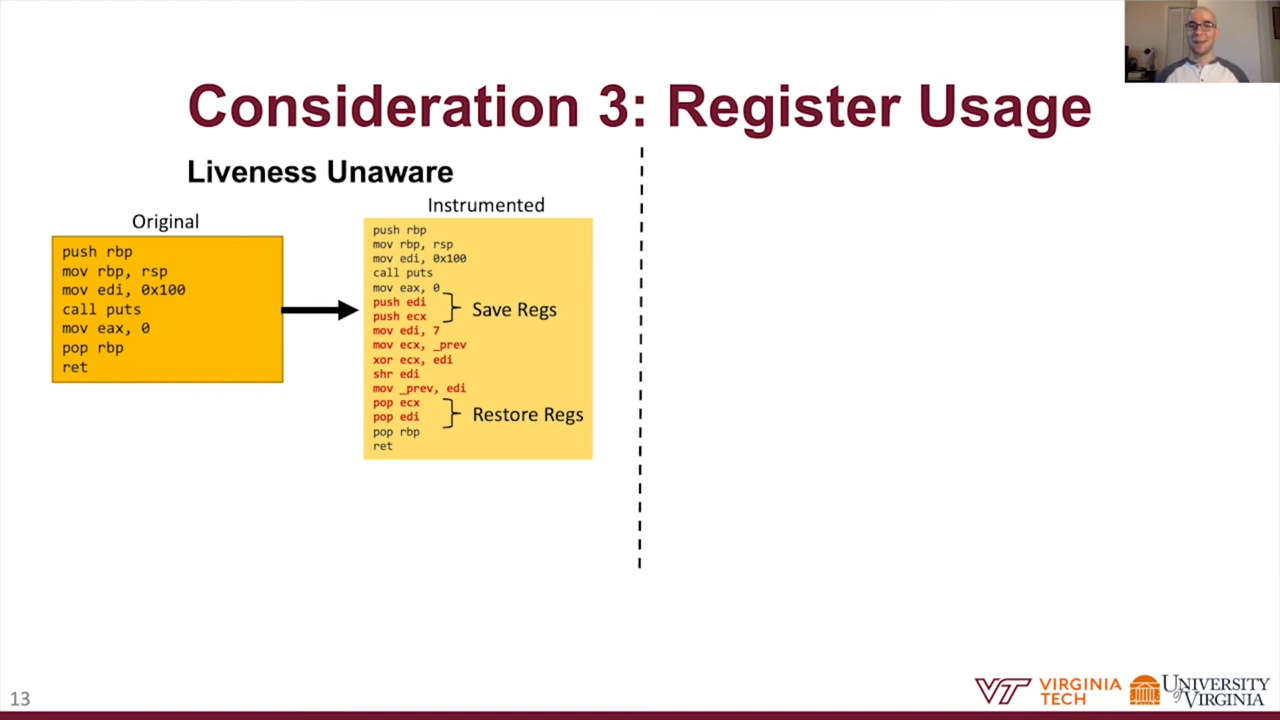 Consideration 3: Register Usage
Liveness Unaware
Original
push rbp
mov rbp, rsp
mov edi, 0x100
call puts
mov eax, 0
pop rbp
ret
Instrumented
push rbp
mov rbp, rsp
mov edi, 0x100
call puts
mov eax, 0
push edi
push ecx
Save Regs
mov edi, 7
mov ecx, _prev
xor ecx, edi
shr edi
mov _prev, edi
pop ecx
pop edi
Restore Regs
pop rbp
ret
13
VT VIRGINIA TECH
UNIVERSITY of VIRGINIA